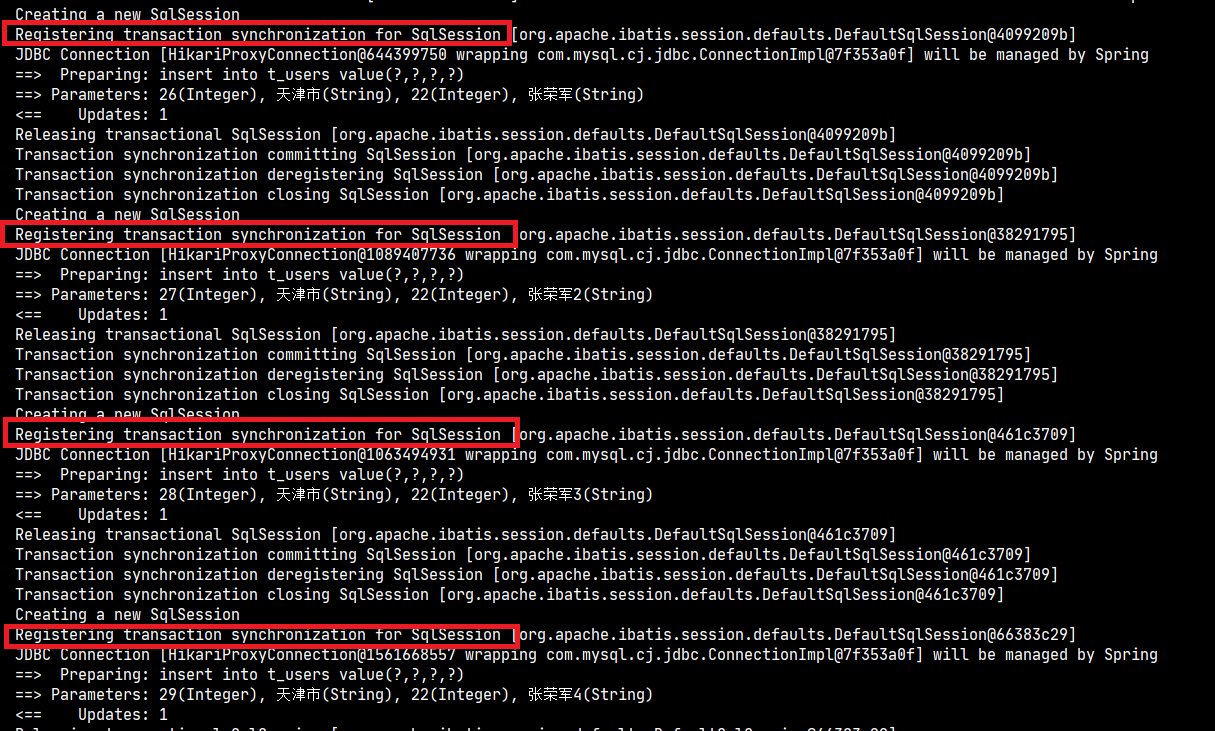 Creating a new SqlSession
Registering transaction synchronization for SqlSession [org.apache.ibatis.session.defaults.DefaultSqlSession@4099209b]
JDBC Connection [HikariProxyConnection@644399750 wrapping com.mysql.cj.jdbc.ConnectionImpl@7f353a0f] will be managed by Spring
==>  Preparing: insert into t_users value(?,?,?,?)
==> Parameters: 26(Integer), 天津市(String), 22(Integer), 张荣军(String)
<==    Updates: 1
Releasing transactional SqlSession [org.apache.ibatis.session.defaults.DefaultSqlSession@4099209b]
Transaction synchronization committing SqlSession [org.apache.ibatis.session.defaults.DefaultSqlSession@4099209b]
Transaction synchronization deregistering SqlSession [org.apache.ibatis.session.defaults.DefaultSqlSession@4099209b]
Transaction synchronization closing SqlSession [org.apache.ibatis.session.defaults.DefaultSqlSession@4099209b]
Creating a new SqlSession
Registering transaction synchronization for SqlSession [org.apache.ibatis.session.defaults.DefaultSqlSession@38291795]
JDBC Connection [HikariProxyConnection@1089407736 wrapping com.mysql.cj.jdbc.ConnectionImpl@7f353a0f] will be managed by Spring
==>  Preparing: insert into t_users value(?,?,?,?)
==> Parameters: 27(Integer), 天津市(String), 22(Integer), 张荣军2(String)
<==    Updates: 1
Releasing transactional SqlSession [org.apache.ibatis.session.defaults.DefaultSqlSession@38291795]
Transaction synchronization committing SqlSession [org.apache.ibatis.session.defaults.DefaultSqlSession@38291795]
Transaction synchronization deregistering SqlSession [org.apache.ibatis.session.defaults.DefaultSqlSession@38291795]
Transaction synchronization closing SqlSession [org.apache.ibatis.session.defaults.DefaultSqlSession@38291795]
Creating a new SqlSession
Registering transaction synchronization for SqlSession [org.apache.ibatis.session.defaults.DefaultSqlSession@461c3709]
JDBC Connection [HikariProxyConnection@1063494931 wrapping com.mysql.cj.jdbc.ConnectionImpl@7f353a0f] will be managed by Spring
==>  Preparing: insert into t_users value(?,?,?,?)
==> Parameters: 28(Integer), 天津市(String), 22(Integer), 张荣军3(String)
<==    Updates: 1
Releasing transactional SqlSession [org.apache.ibatis.session.defaults.DefaultSqlSession@461c3709]
Transaction synchronization committing SqlSession [org.apache.ibatis.session.defaults.DefaultSqlSession@461c3709]
Transaction synchronization deregistering SqlSession [org.apache.ibatis.session.defaults.DefaultSqlSession@461c3709]
Transaction synchronization closing SqlSession [org.apache.ibatis.session.defaults.DefaultSqlSession@461c3709]
Creating a new SqlSession
Registering transaction synchronization for SqlSession [org.apache.ibatis.session.defaults.DefaultSqlSession@66383c29]
JDBC Connection [HikariProxyConnection@1561668557 wrapping com.mysql.cj.jdbc.ConnectionImpl@7f353a0f] will be managed by Spring
==>  Preparing: insert into t_users value(?,?,?,?)
==> Parameters: 29(Integer), 天津市(String), 22(Integer), 张荣军4(String)
<==    Updates: 1